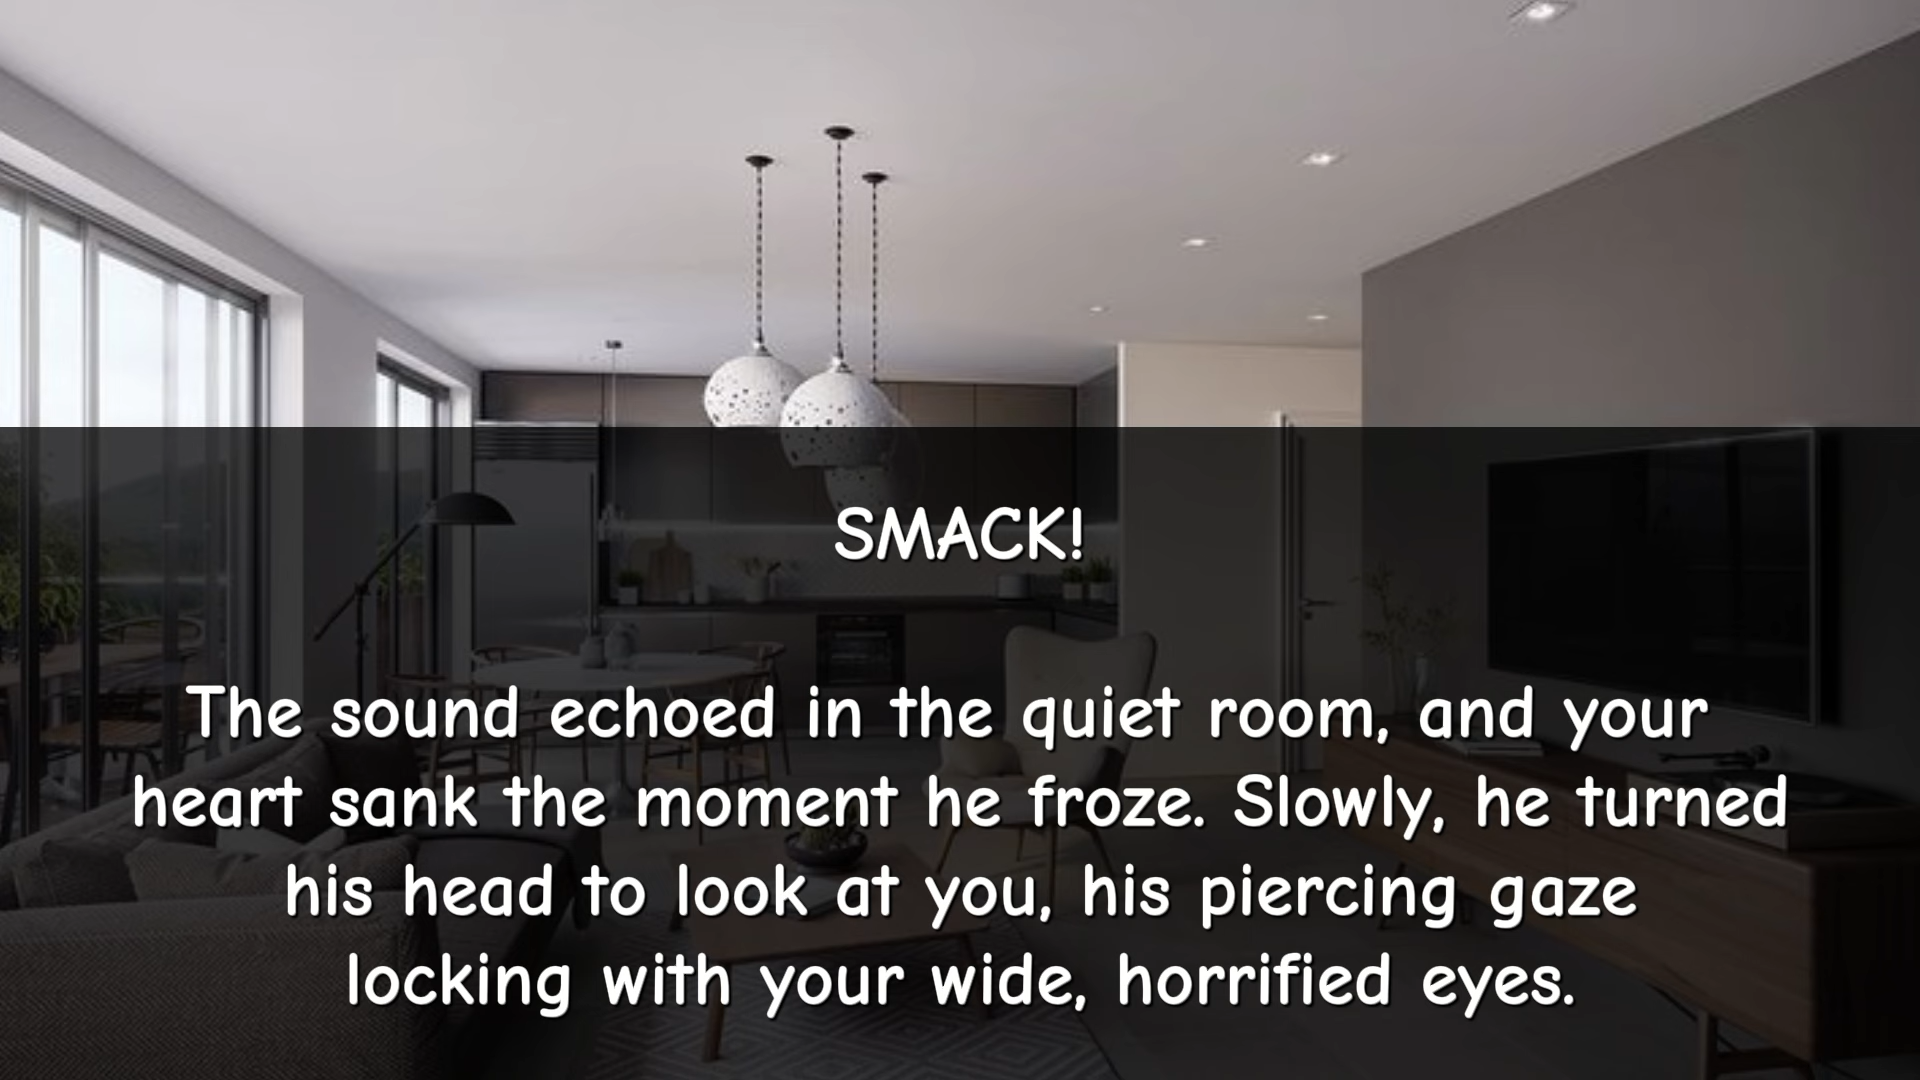 SMACK!
The sound echoed in the quiet room, and your
heart sank the moment he froze. Slowly, he turned
his head to look at you, his piercing gaze
locking with your wide, horrified eyes.